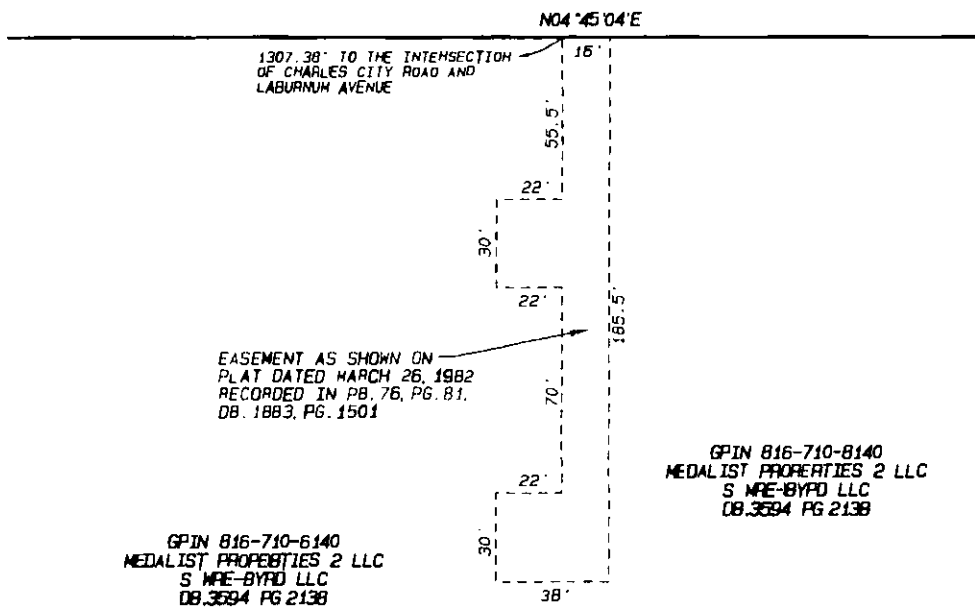 N04°45'04"E
1307.38' TO THE INTERSECTION
OF CHARLES CITY ROAD AND
LABURNUM AVENUE
16'
55.5'
22'
30'
22'
185.5'
EASEMENT AS SHOWN ON
PLAT DATED MARCH 26, 1982
RECORDED IN PB. 76, PG. 81,
DB. 1883, PG. 1501
70'
22'
30'
38'
GPIN 816-710-8140
MEDALIST PROPERTIES 2 LLC
S MRE-BYRD LLC
DB.3594 PG 2138
GPIN 816-710-6140
MEDALIST PROPERTIES 2 LLC
S MRE-BYRD LLC
DB.3594 PG 2138